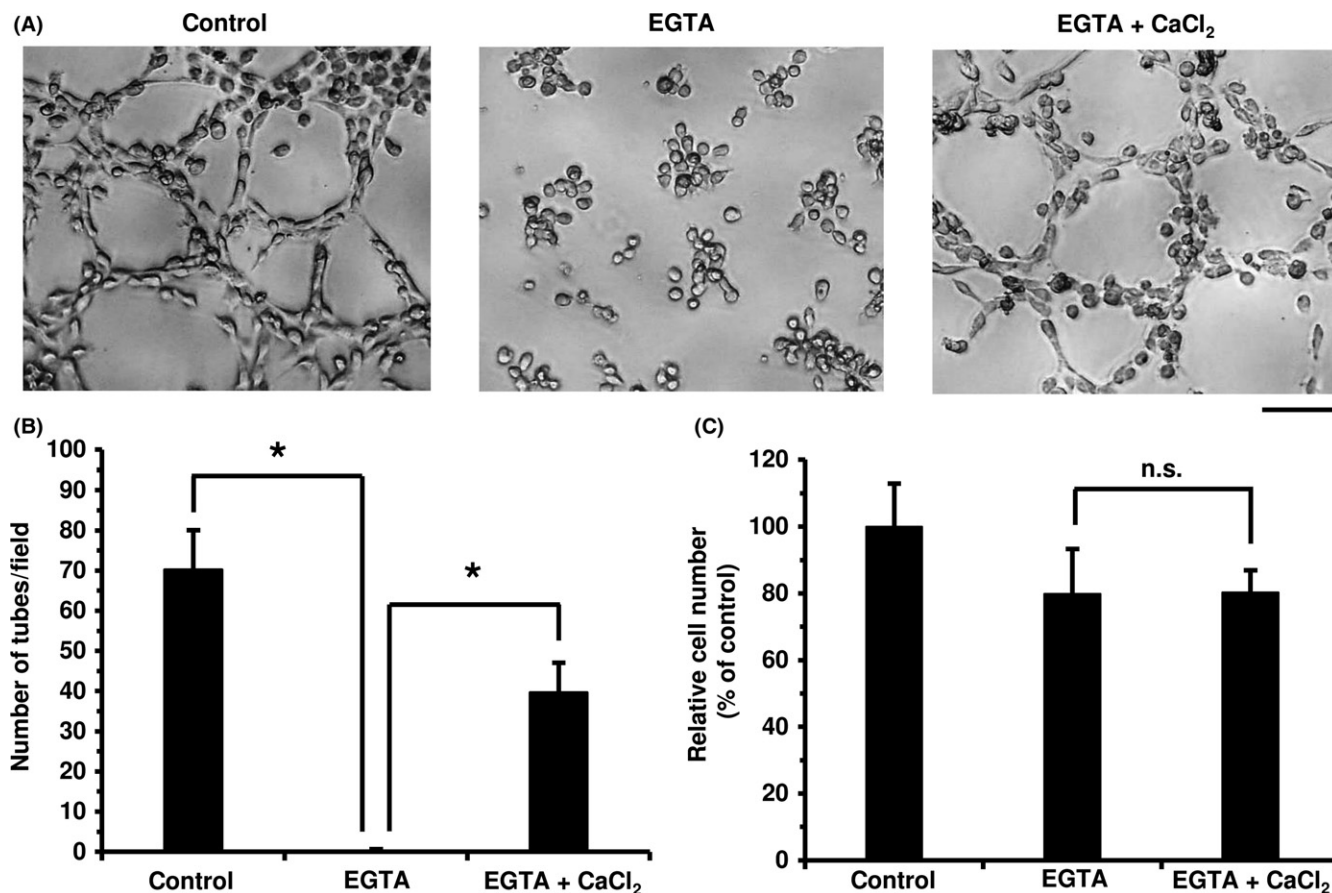 (A)
Control
EGTA
EGTA + CaCl₂
(B)
Number of tubes/field
100
90
80
70
60
50
40
30
20
10
0
*
*
Control
EGTA
EGTA + CaCl₂
(C)
Relative cell number
(% of control)
120
100
80
60
40
20
0
n.s.
Control
EGTA
EGTA + CaCl₂